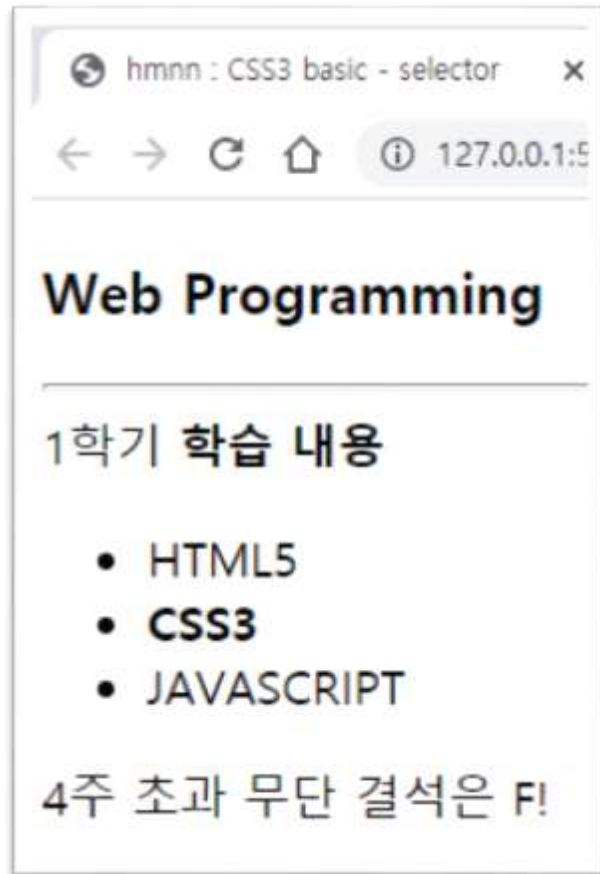 hmnn : CSS3 basic - selector
127.0.0.1:5
Web Programming
1학기 학습 내용
HTML5
CSS3
JAVASCRIPT
4주 초과 무단 결석은 F!